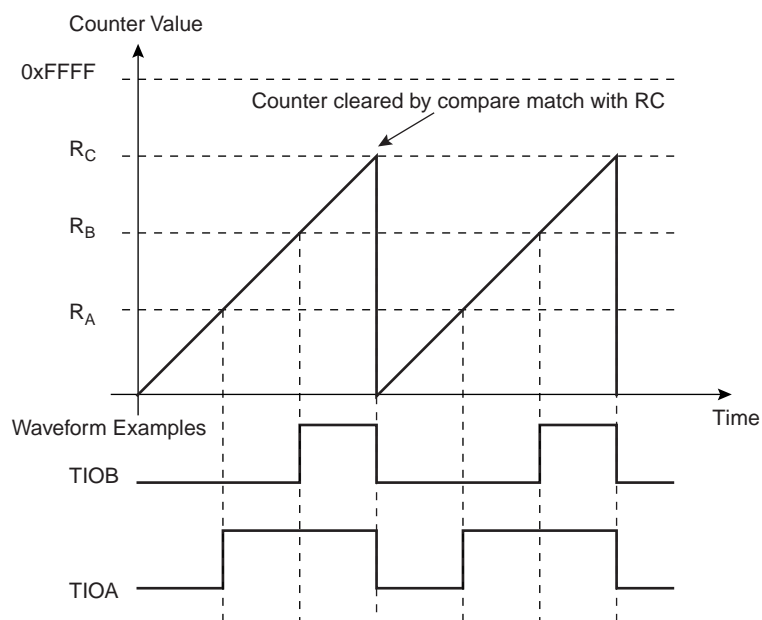 Counter Value
0xFFFF
Counter cleared by compare match with RC
RC
RB
RA
Time
Waveform Examples
TIOB
TIOA